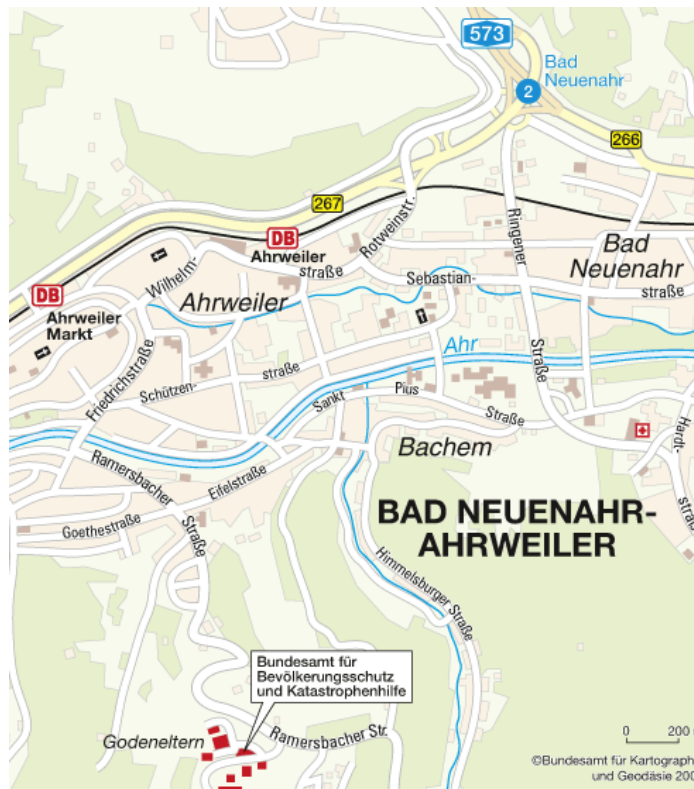 573
Bad
Neuenahr
2
266
267
DB
Ahrweiler
Rotweinstr.
Ringener
Straße
Bad
Neuenahr
Wilhelm-
straße
Sebastian-
straße
DB
Ahrweiler
Markt
Ahrweiler
Friedrichstraße
Schützen-
straße
Ahr
Sankt
Pius
Straße
Bachem
Hardt-
straß
Ramersbacher
Straße
Eifelstraße
Goethestraße
BAD NEUENAHR-
AHRWEILER
Himmelsburger Straße
Bundesamt für
Bevölkerungsschutz
und Katastrophenhilfe
Godeneltern
Ramersbacher Str.
0 200
©Bundesamt für Kartograph
und Geodäsie 200